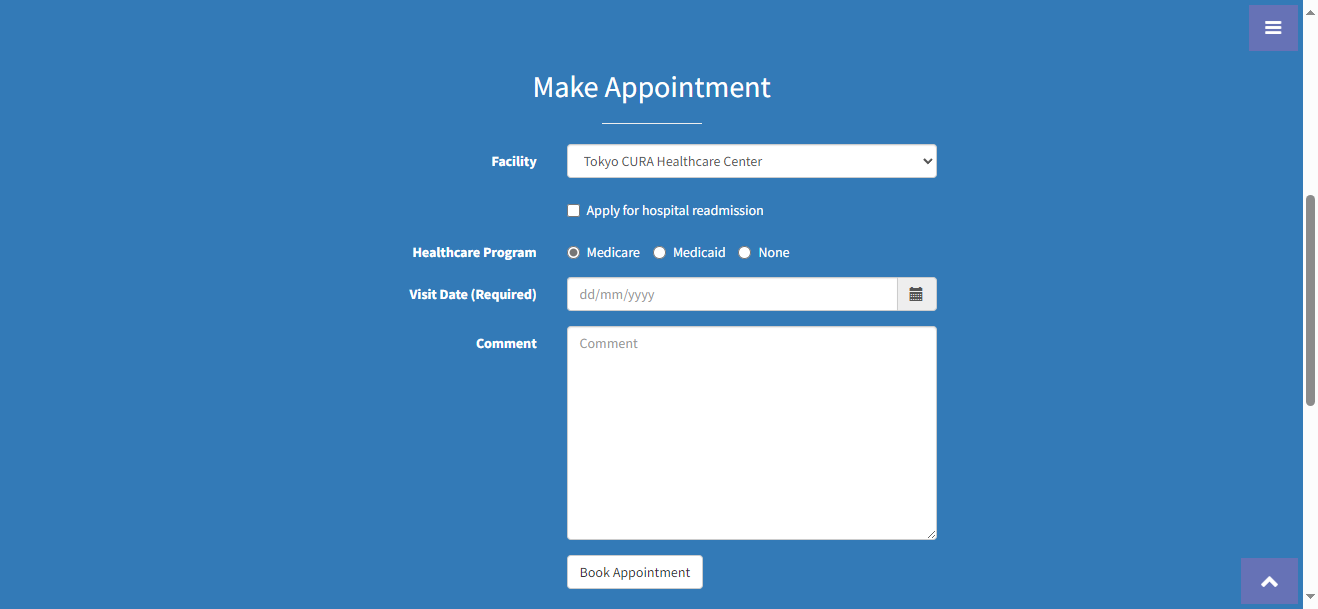 Make Appointment
Facility Tokyo CURA Healthcare Center
Apply for hospital readmission
Healthcare Program Medicare Medicaid None
Visit Date (Required) dd/mm/yyyy
Comment Comment
Book Appointment